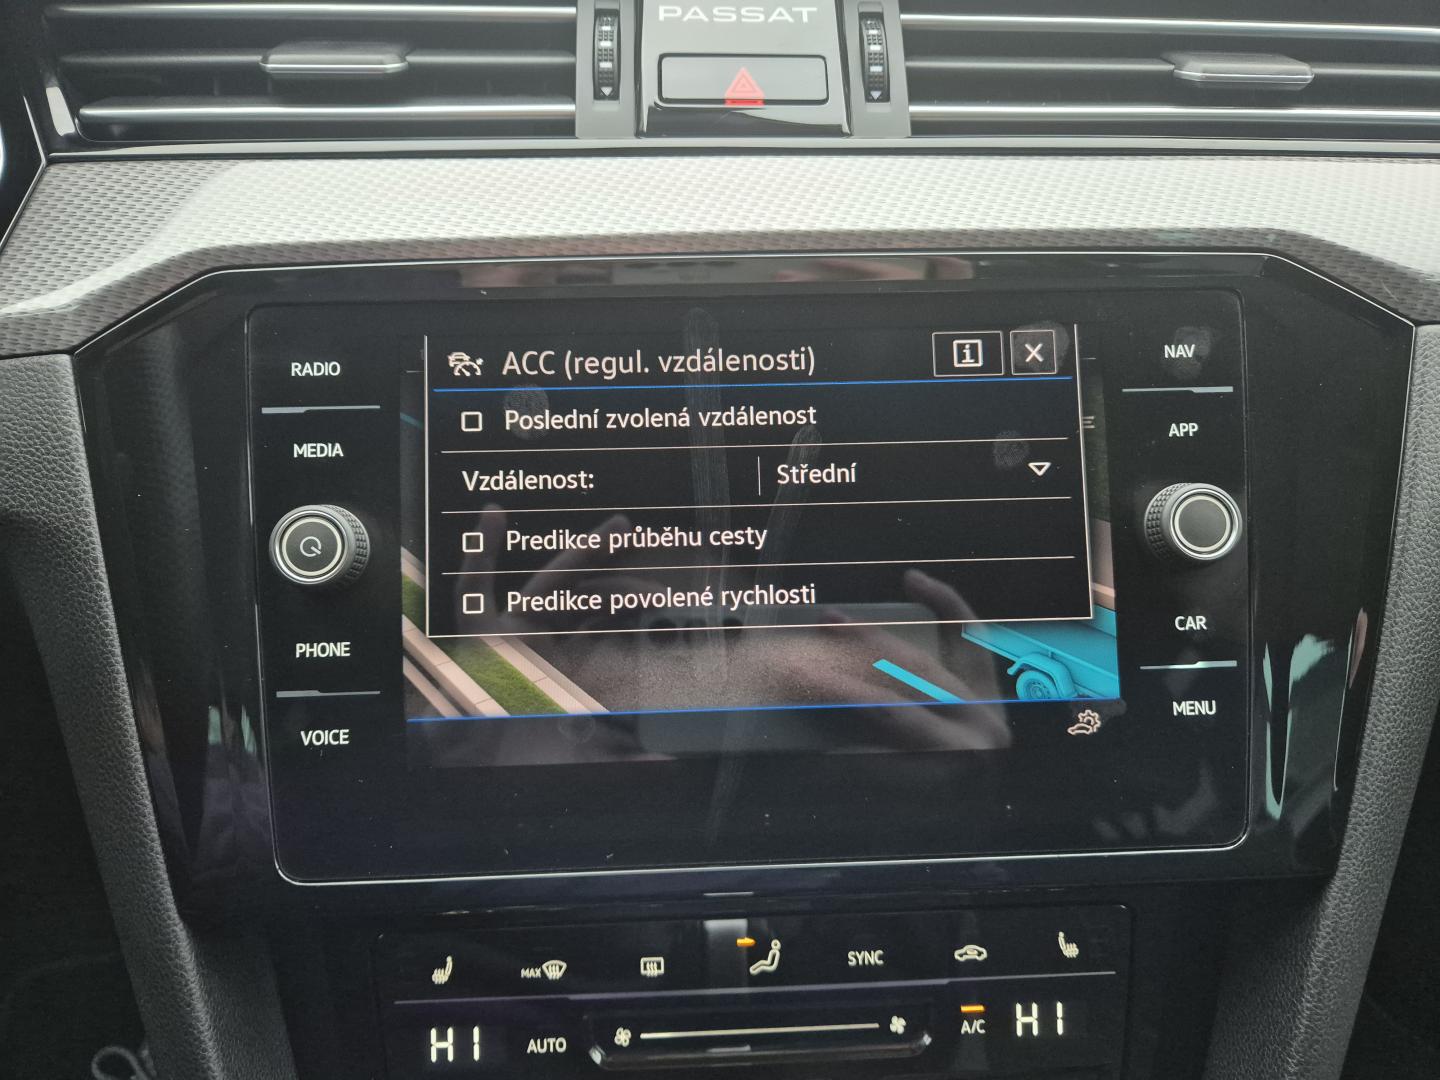 PASSAT
RADIO
MEDIA
PHONE
VOICE
ACC (regul. vzdálenosti)
i
X
Poslední zvolená vzdálenost
Vzdálenost: Střední
Predikce průběhu cesty
Predikce povolené rychlosti
NAV
APP
CAR
MENU
MAX
SYNC
HI
AUTO
A/C
HI